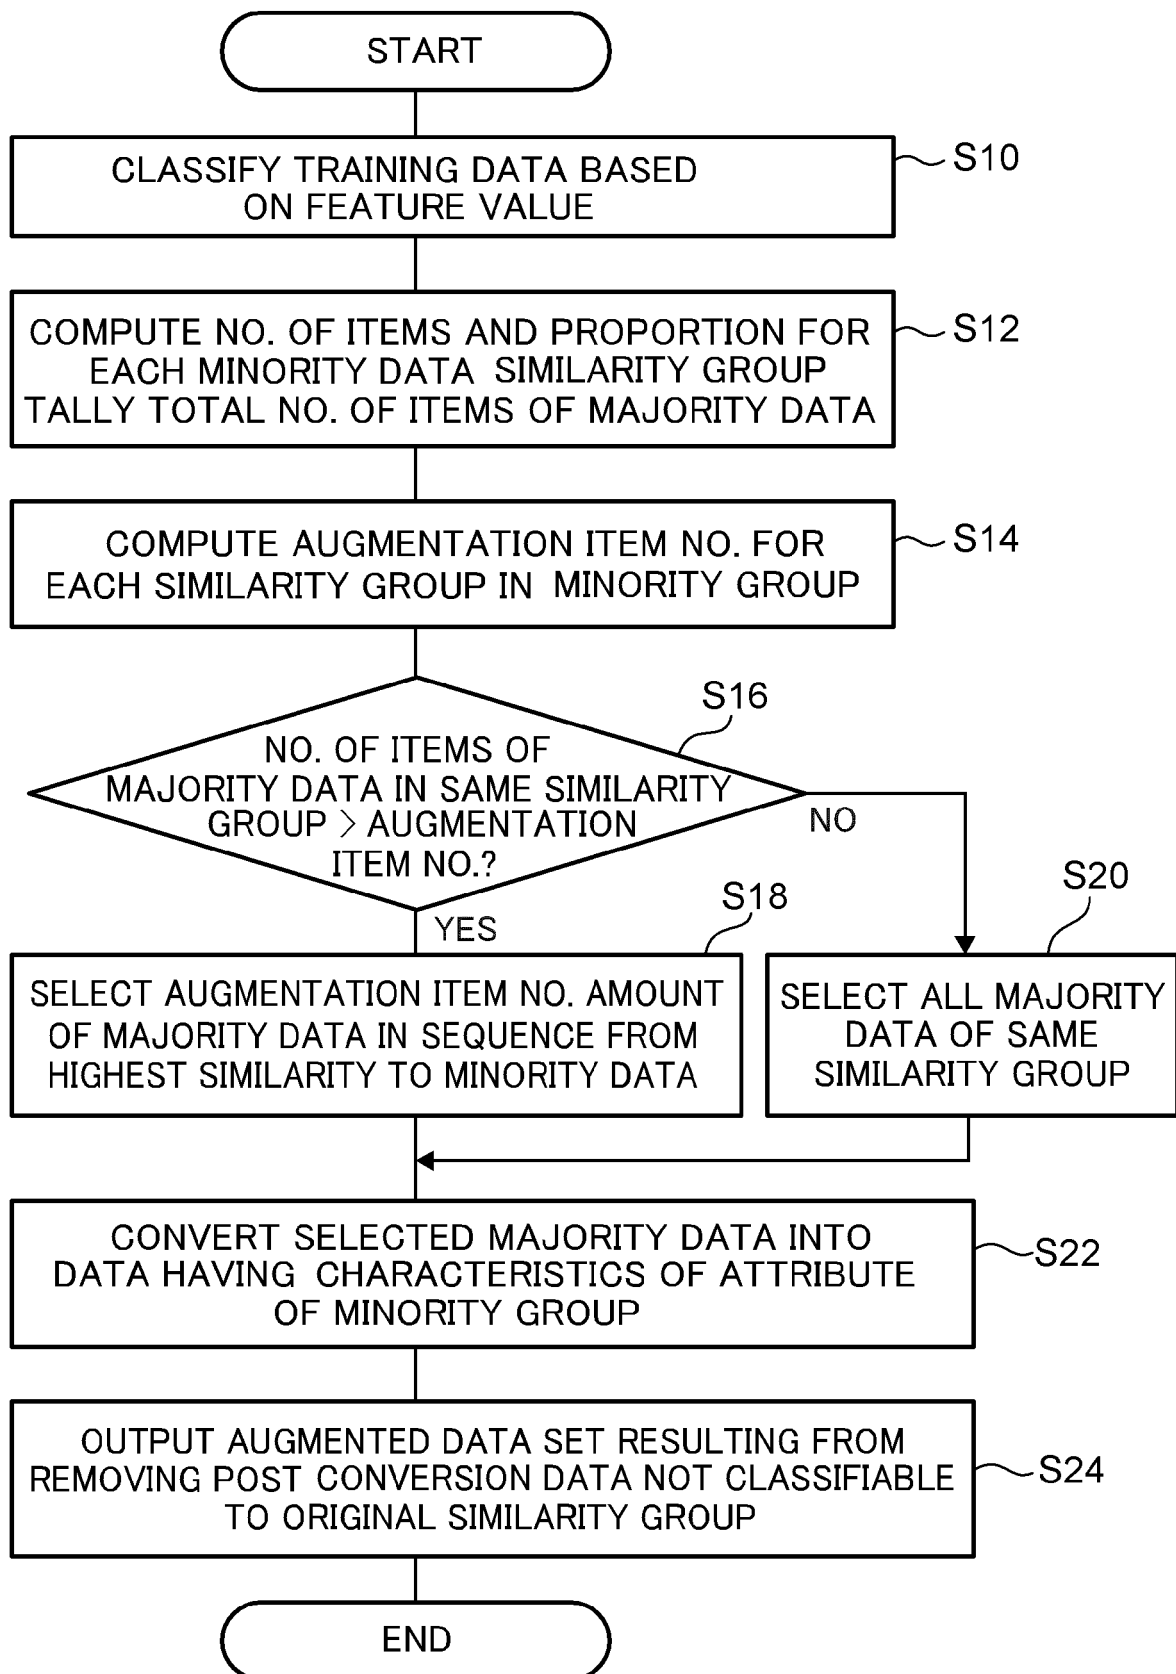 START
CLASSIFY TRAINING DATA BASED
ON FEATURE VALUE
S10
COMPUTE NO. OF ITEMS AND PROPORTION FOR
EACH MINORITY DATA SIMILARITY GROUP
TALLY TOTAL NO. OF ITEMS OF MAJORITY DATA
S12
COMPUTE AUGMENTATION ITEM NO. FOR
EACH SIMILARITY GROUP IN MINORITY GROUP
S14
NO. OF ITEMS OF
MAJORITY DATA IN SAME SIMILARITY
GROUP > AUGMENTATION
ITEM NO.?
S16
NO
YES
SELECT AUGMENTATION ITEM NO. AMOUNT
OF MAJORITY DATA IN SEQUENCE FROM
HIGHEST SIMILARITY TO MINORITY DATA
S18
SELECT ALL MAJORITY
DATA OF SAME
SIMILARITY GROUP
S20
CONVERT SELECTED MAJORITY DATA INTO
DATA HAVING CHARACTERISTICS OF ATTRIBUTE
OF MINORITY GROUP
S22
OUTPUT AUGMENTED DATA SET RESULTING FROM
REMOVING POST CONVERSION DATA NOT CLASSIFIABLE
TO ORIGINAL SIMILARITY GROUP
S24
END